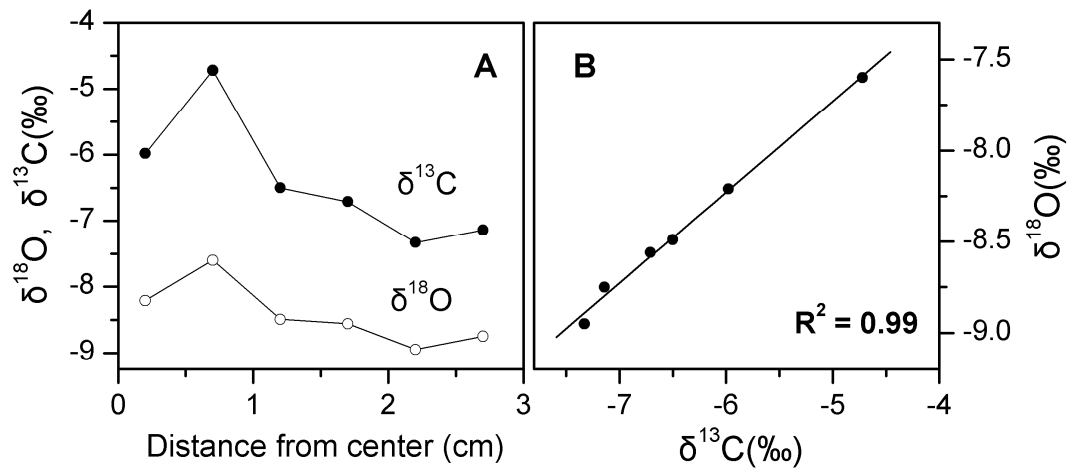 -4
-5
-6
-7
-8
-9
0
1
2
3
δ¹⁸O, δ¹³C(‰)
Distance from center (cm)
A
δ¹³C
δ¹⁸O
B
R² = 0.99
-7
-6
-5
-4
δ¹³C(‰)
-7.5
-8.0
-8.5
-9.0
δ¹⁸O(‰)